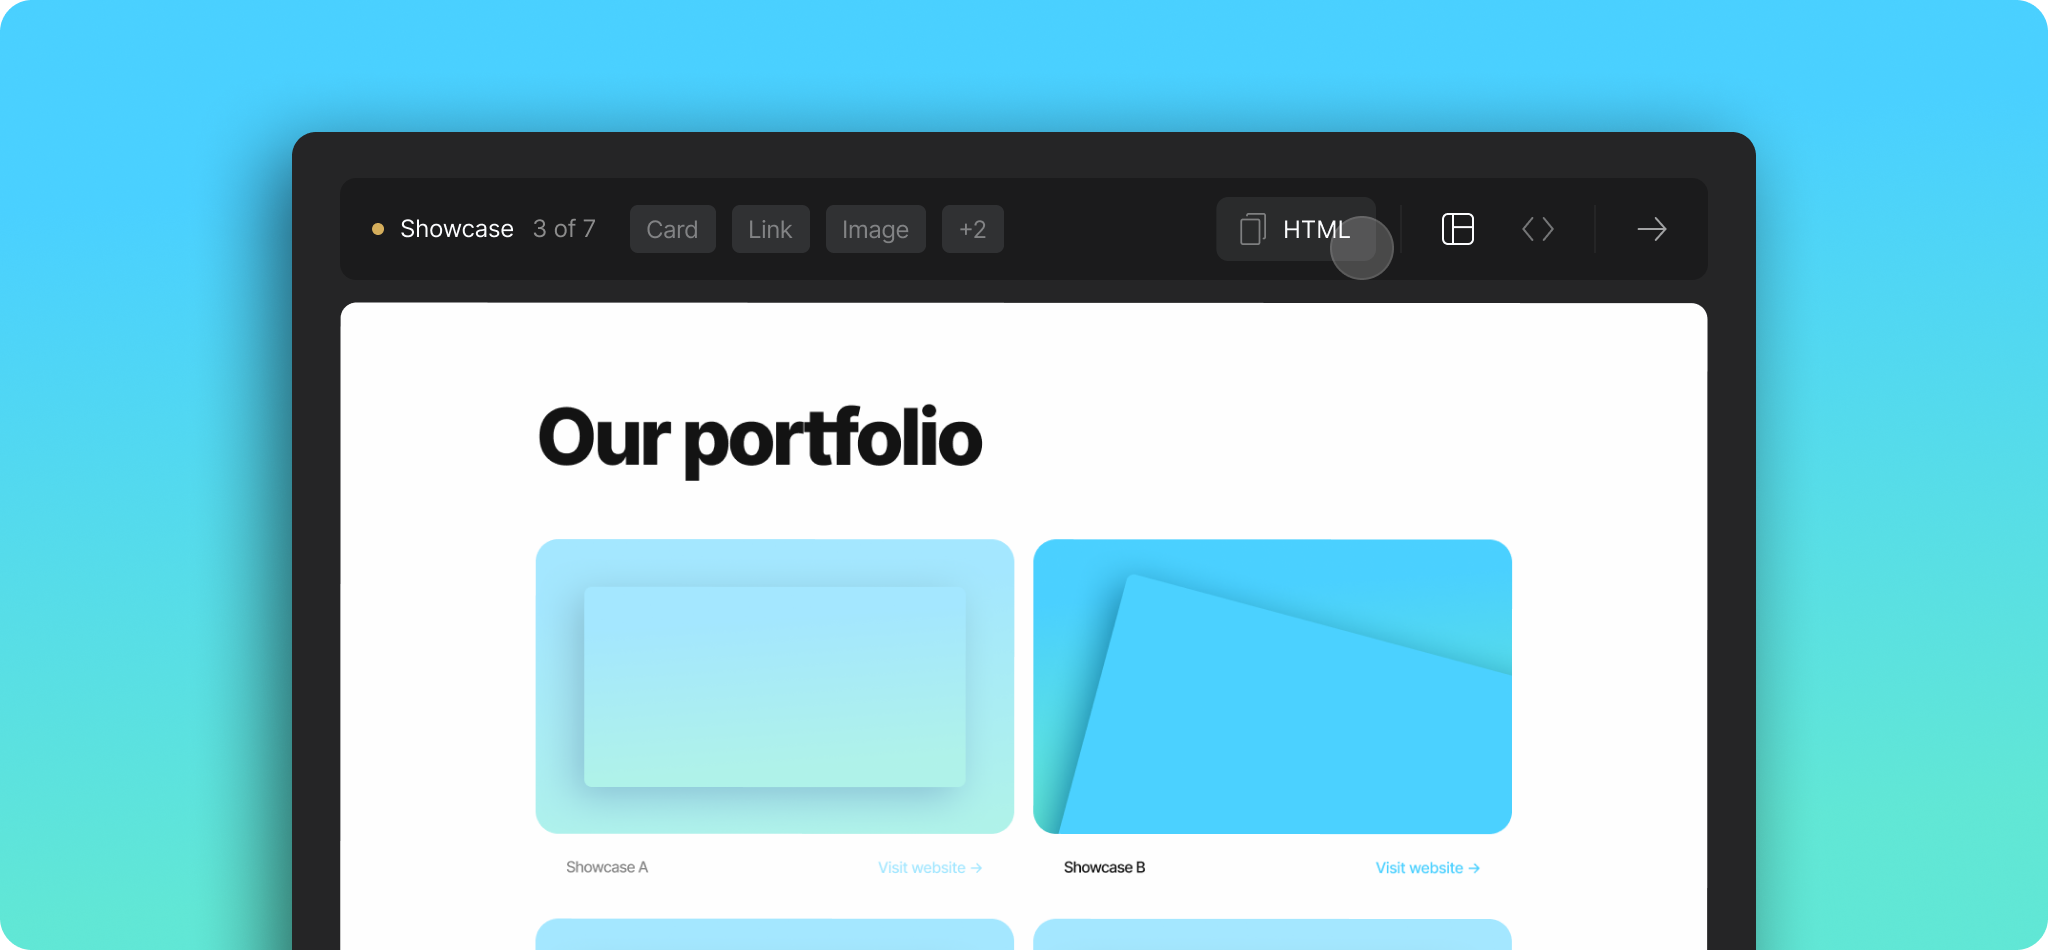 Showcase 3 of 7 Card Link Image +2 HTML
Our portfolio
Showcase A Visit website → Showcase B Visit website →